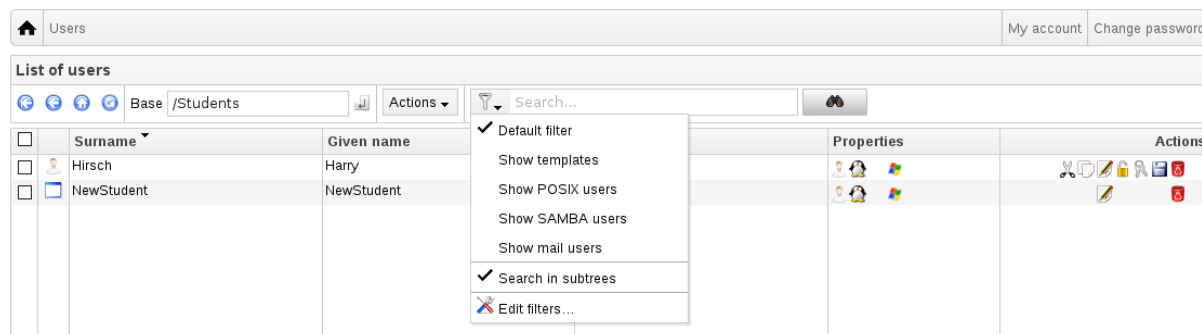 Users My account Change password
List of users
Base /Students Actions Search...
Surname Given name Properties Actions
Default filter
Show templates
Hirsch Harry
Show POSIX users
NewStudent NewStudent
Show SAMBA users
Show mail users
Search in subtrees
Edit filters...